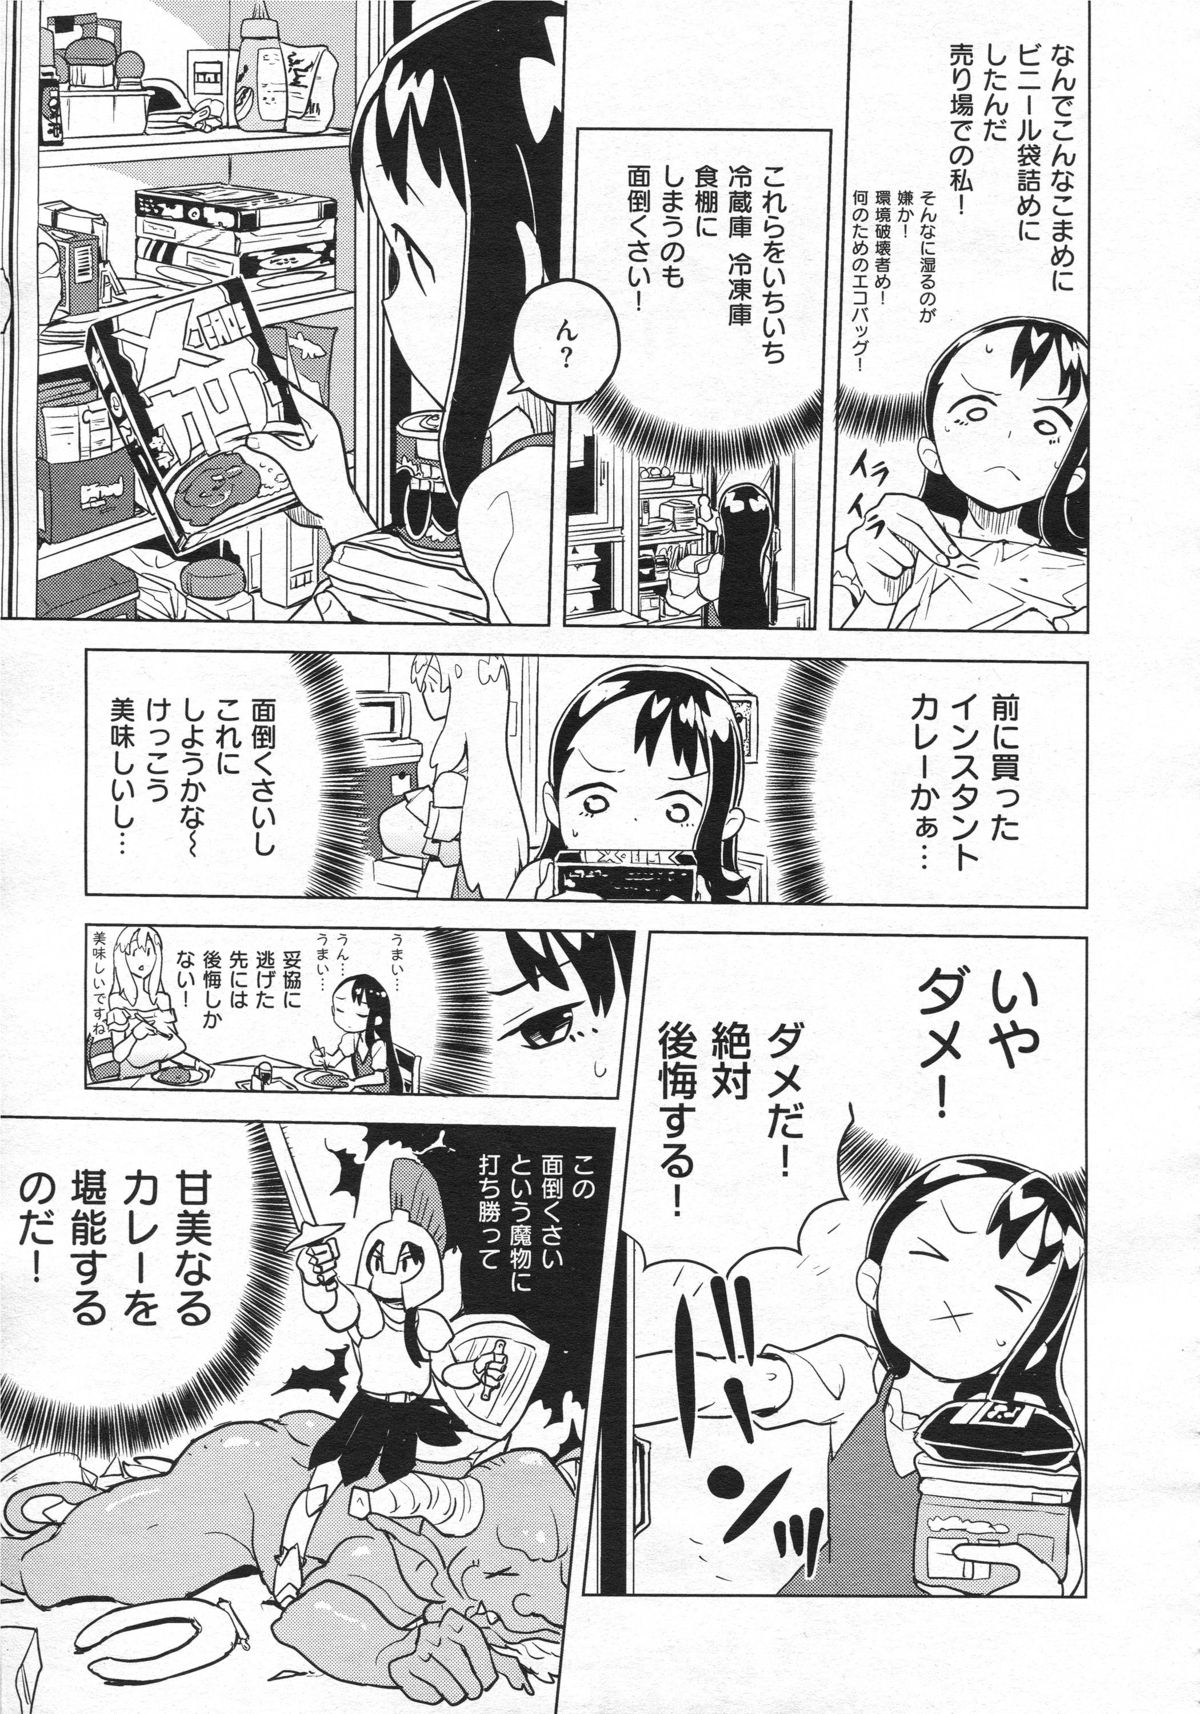 なんでこんなこまめに
ビニール袋詰めに
したんだ
売り場での私！
そんなに湿るのが
嫌か！
環境破壊者め！
何のためのエコバッグ！
イライラ
これらをいちいち
冷蔵庫 冷凍庫
食棚に
しまうのも
面倒くさい！
ん？
前に買った
インスタント
カレーかぁ…
面倒くさいし
これに
しようかな～
けっこう
美味しいし…
いや
ダメ！
ダメだ！
絶対
後悔する！
バドン
うまい…
うん…
うまい…
妥協に
逃げた
先には
後悔しか
ない！
美味しいですね
この
面倒くさい
という魔物に
打ち勝って
甘美なる
カレーを
堪能する
のだ！